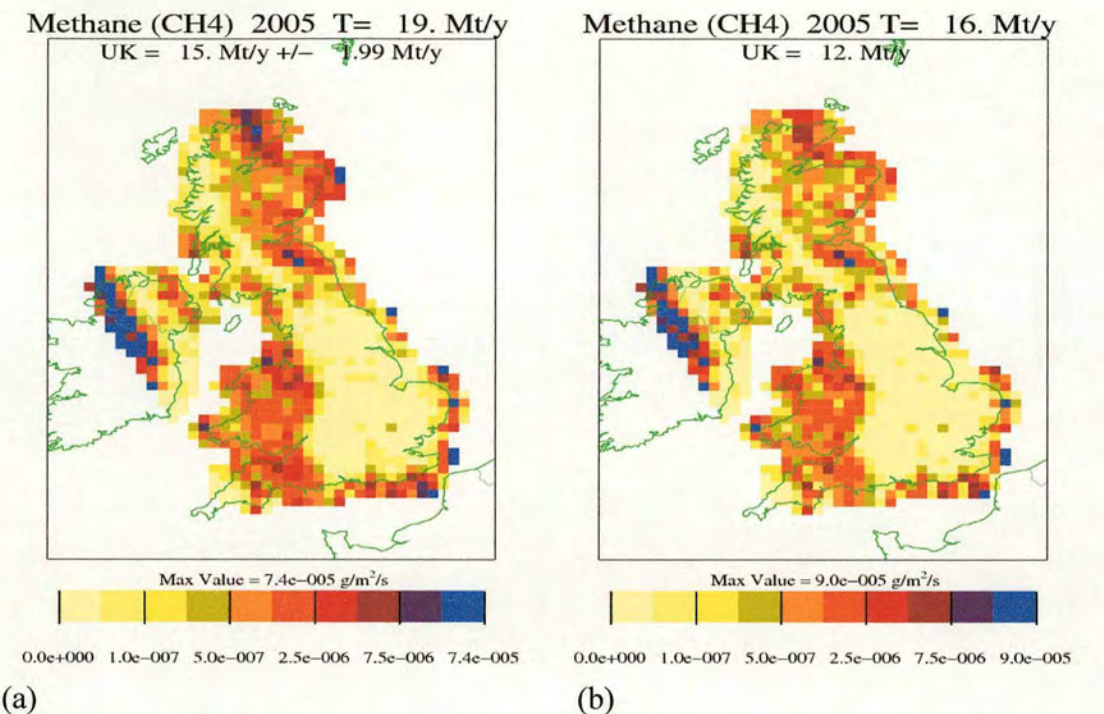 Methane (CH4) 2005 T= 19. Mt/y
UK = 15. Mt/y +/− 1.99 Mt/y
Max Value = 7.4e−005 g/m²/s
0.0e+000 1.0e−007 5.0e−007 2.5e−006 7.5e−006 7.4e−005
(a)
Methane (CH4) 2005 T= 16. Mt/y
UK = 12. Mt/y
Max Value = 9.0e−005 g/m²/s
0.0e+000 1.0e−007 5.0e−007 2.5e−006 7.5e−006 9.0e−005
(b)